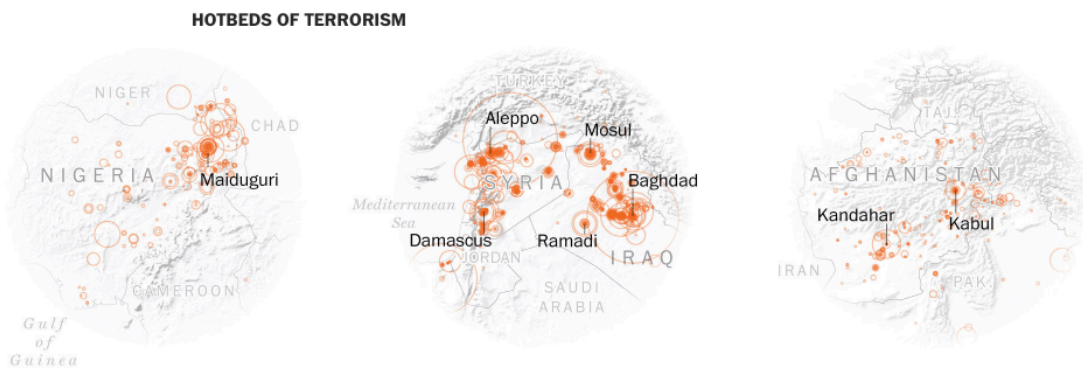 HOTBEDS OF TERRORISM
NIGER
CHAD
NIGERIA
Maiduguri
CAMEROON
Gulf
of
Guinea
TURKEY
Aleppo
Mosul
SYRIA
Baghdad
Mediterranean
Sea
Damascus
Ramadi
JORDAN
IRAQ
SAUDI
ARABIA
TAJ.
AFGHANISTAN
Kandahar
Kabul
IRAN
PAK.